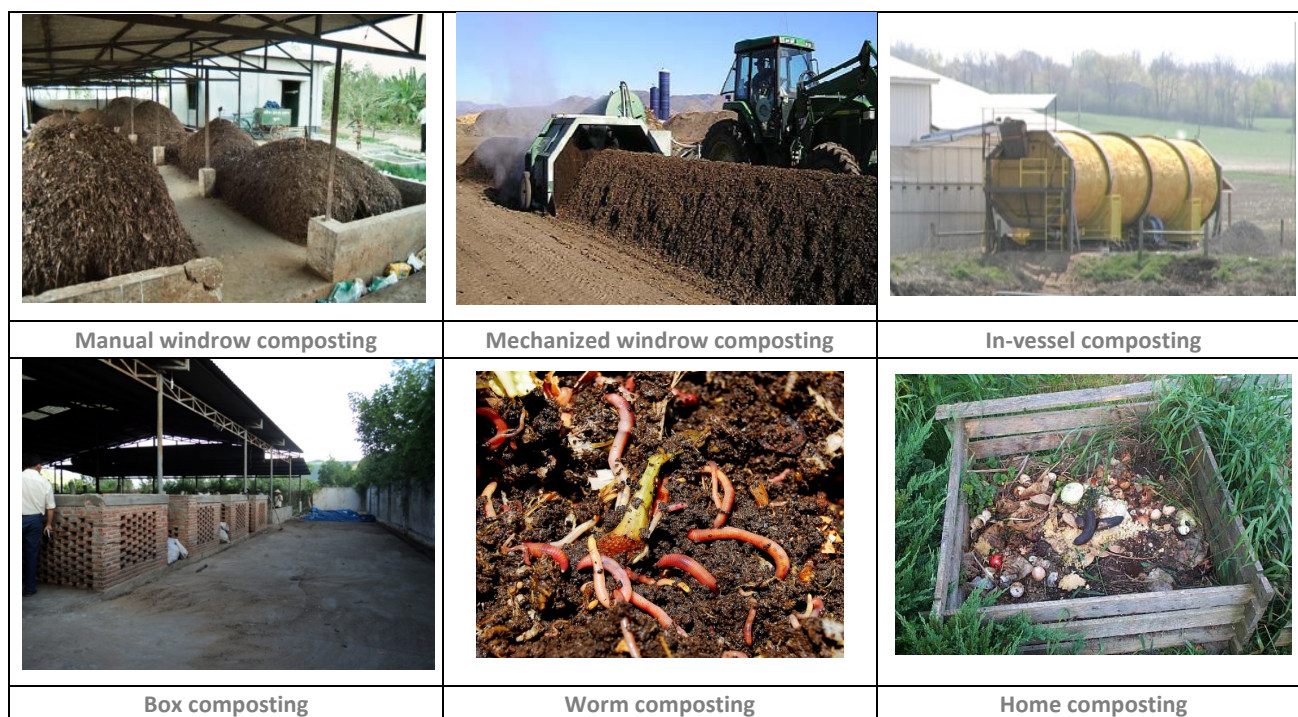 Manual windrow composting
Mechanized windrow composting
In-vessel composting
Box composting
Worm composting
Home composting